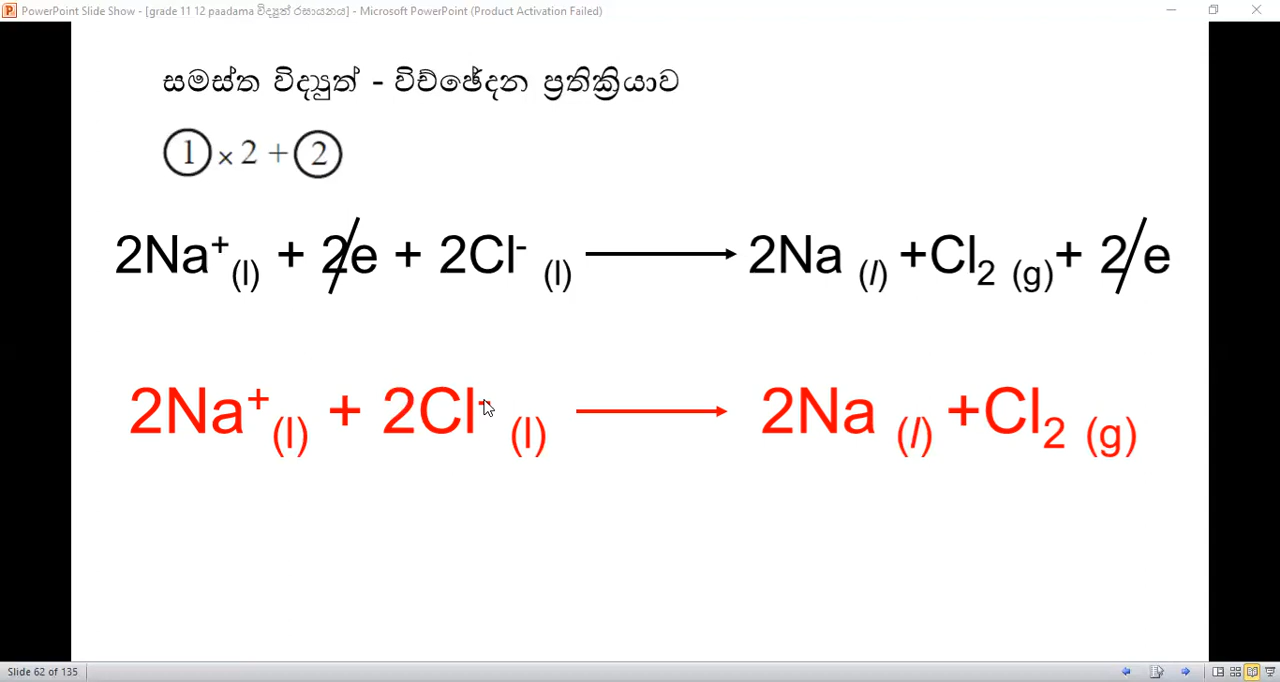 PowerPoint Slide Show - [grade 11 12 paadama විද්‍යුත් රසායනය] - Microsoft PowerPoint (Product Activation Failed)
සමස්ත විද්‍යුත් - විච්ඡේදන ප්‍රතික්‍රියාව
① × 2 + ②
2Na⁺(l) + 2e + 2Cl⁻ (l) ⟶ 2Na (l) +Cl₂ (g)+ 2 e
2Na⁺(l) + 2Cl⁻ (l) ⟶ 2Na (l) +Cl₂ (g)
Slide 62 of 135